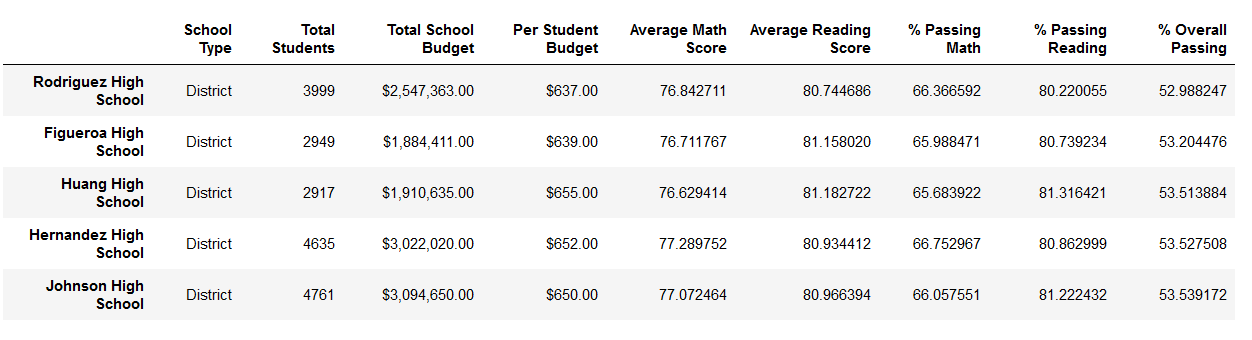 School Type Total Students Total School Budget Per Student Budget Average Math Score Average Reading Score % Passing Math % Passing Reading % Overall Passing
Rodriguez High School District 3999 $2,547,363.00 $637.00 76.842711 80.744686 66.366592 80.220055 52.988247
Figueroa High School District 2949 $1,884,411.00 $639.00 76.711767 81.158020 65.988471 80.739234 53.204476
Huang High School District 2917 $1,910,635.00 $655.00 76.629414 81.182722 65.683922 81.316421 53.513884
Hernandez High School District 4635 $3,022,020.00 $652.00 77.289752 80.934412 66.752967 80.862999 53.527508
Johnson High School District 4761 $3,094,650.00 $650.00 77.072464 80.966394 66.057551 81.222432 53.539172